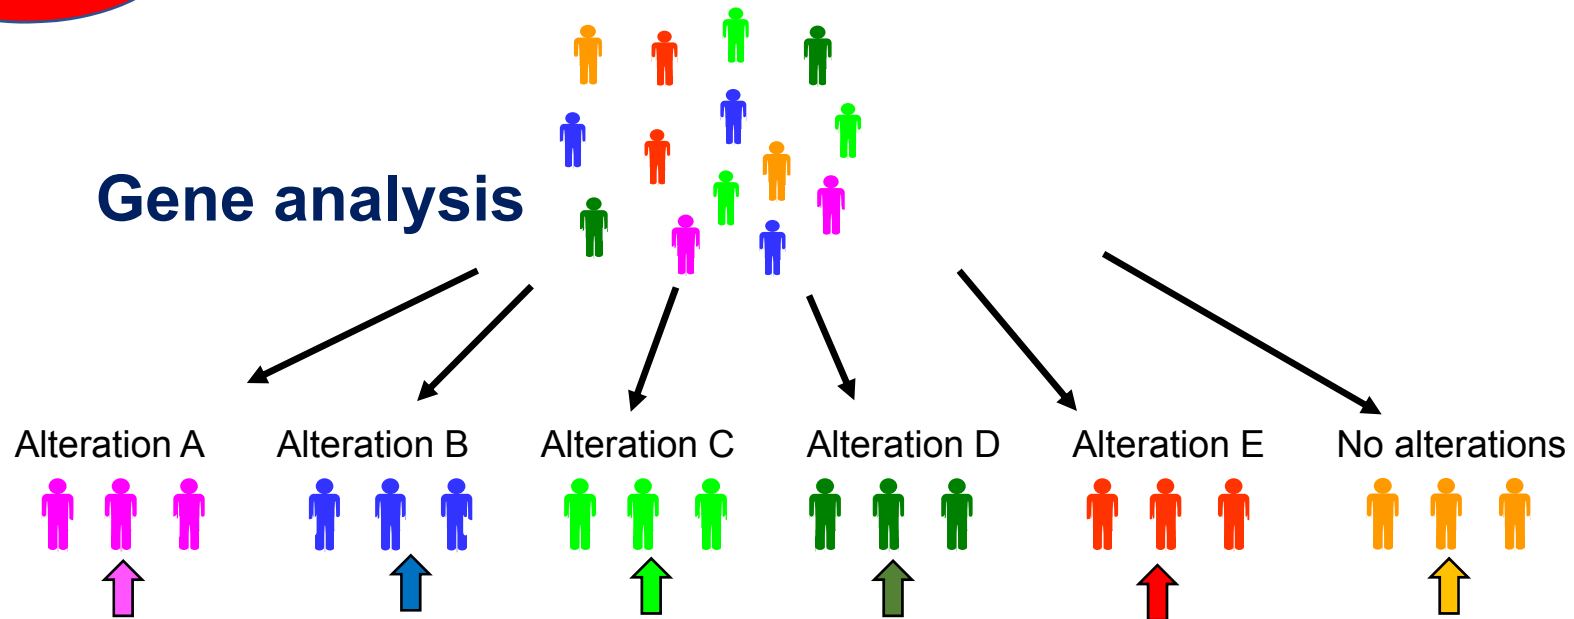 Gene analysis
Alteration A
Alteration B
Alteration C
Alteration D
Alteration E
No alterations